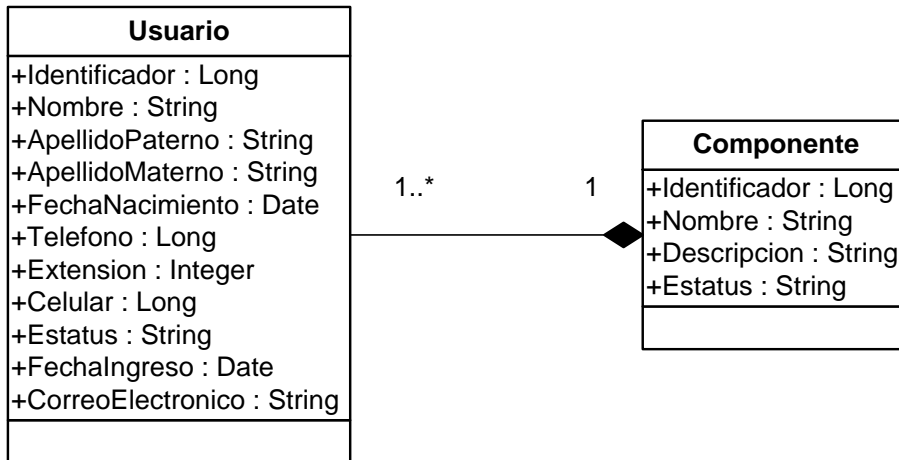 Usuario
+Identificador : Long
+Nombre : String
+ApellidoPaterno : String
+ApellidoMaterno : String
+FechaNacimiento : Date
+Telefono : Long
+Extension : Integer
+Celular : Long
+Estatus : String
+FechaIngreso : Date
+CorreoElectronico : String
1..*
1
Componente
+Identificador : Long
+Nombre : String
+Descripcion : String
+Estatus : String